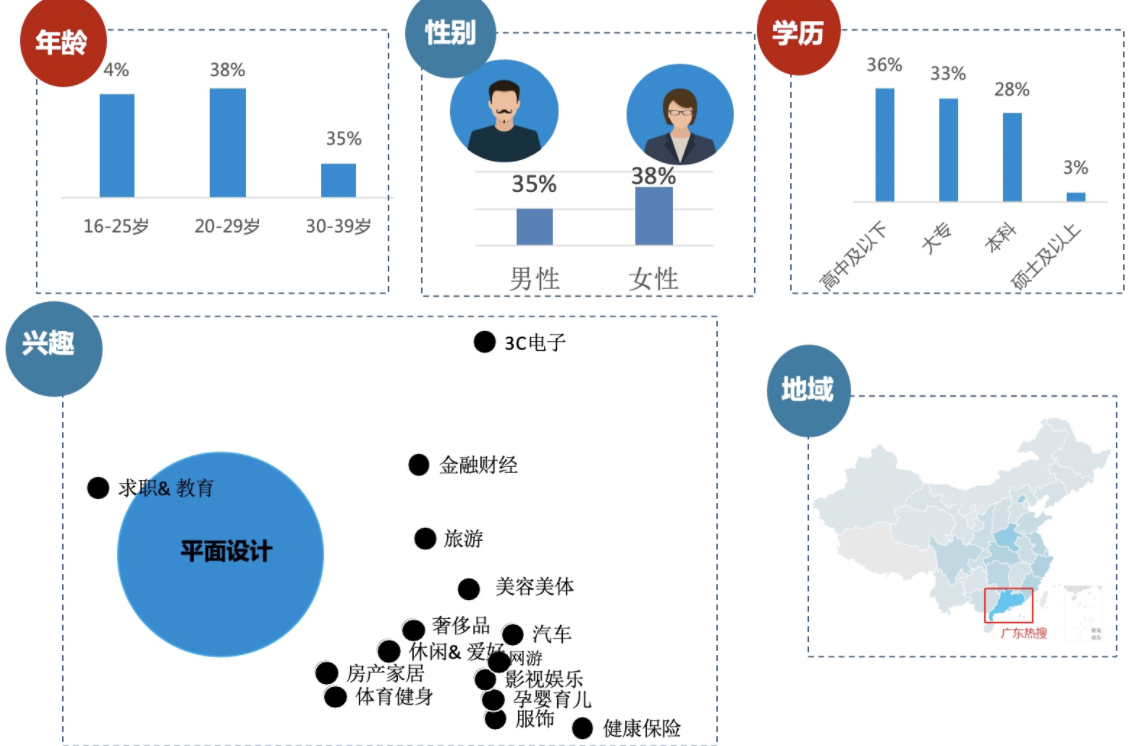 年龄
4%
38%
35%
16-25岁
20-29岁
30-39岁
性别
35%
38%
男性
女性
学历
36%
33%
28%
3%
高中及以下
大专
本科
硕士及以上
兴趣
3C电子
金融财经
求职& 教育
旅游
平面设计
美容美体
奢侈品
汽车
休闲& 爱好
网游
房产家居
影视娱乐
体育健身
孕婴育儿
服饰
健康保险
地域
广东热搜